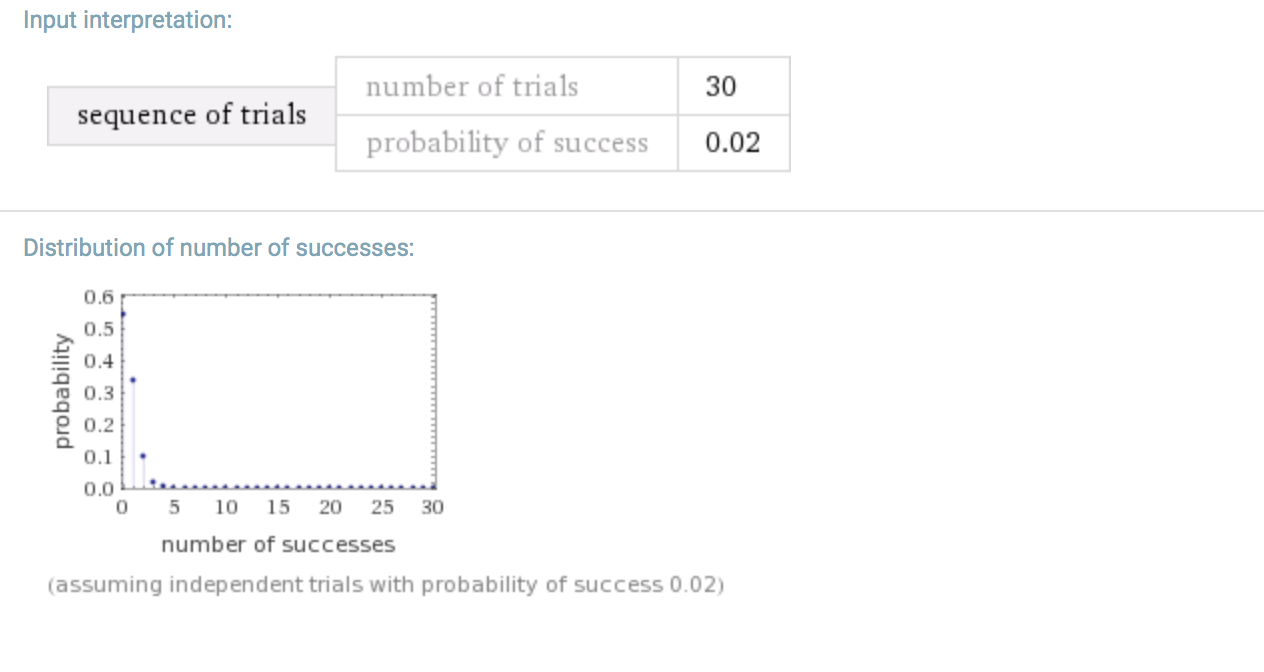 Input interpretation:
sequence of trials
number of trials 30
probability of success 0.02
Distribution of number of successes:
probability
0.6
0.5
0.4
0.3
0.2
0.1
0.0
0 5 10 15 20 25 30
number of successes
(assuming independent trials with probability of success 0.02)